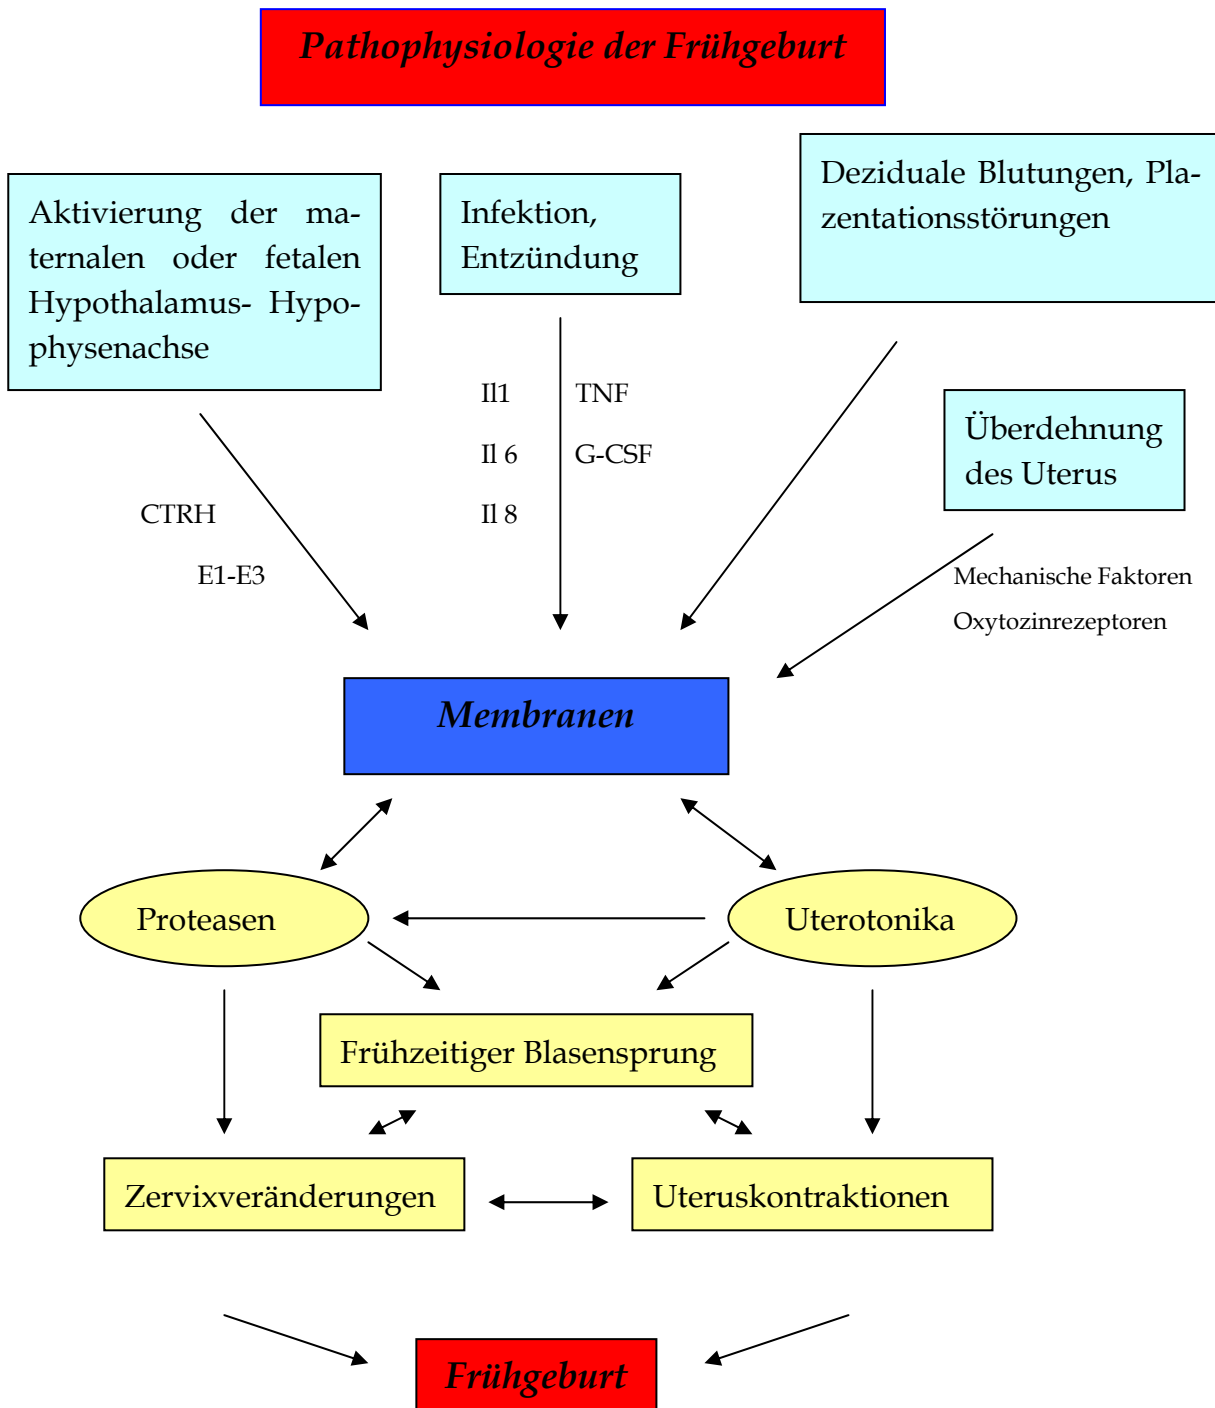 Pathophysiologie der Frühgeburt
Aktivierung der ma-
ternalen oder fetalen
Hypothalamus- Hypo-
physenachse
Infektion,
Entzündung
Deziduale Blutungen, Pla-
zentationsstörungen
Il1
TNF
Il 6
G-CSF
Il 8
CTRH
E1-E3
Überdehnung
des Uterus
Mechanische Faktoren
Oxytozinrezeptoren
Membranen
Proteasen
Uterotonika
Frühzeitiger Blasensprung
Zervixveränderungen
Uteruskontraktionen
Frühgeburt